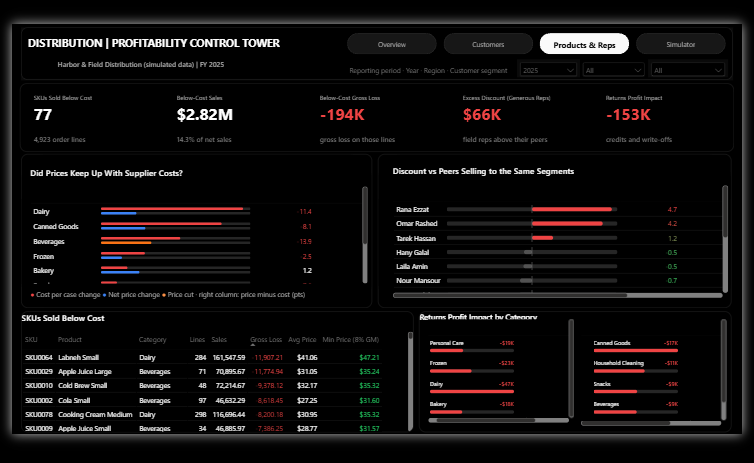 DISTRIBUTION | PROFITABILITY CONTROL TOWER
Harbor & Field Distribution (simulated data) | FY 2025
Overview
Customers
Products & Reps
Simulator
Reporting period · Year · Region · Customer segment
2025
All
All
SKUs Sold Below Cost
77
4,923 order lines
Below-Cost Sales
$2.82M
14.3% of net sales
Below-Cost Gross Loss
-194K
gross loss on those lines
Excess Discount (Generous Reps)
$66K
field reps above their peers
Returns Profit Impact
-153K
credits and write-offs
Did Prices Keep Up With Supplier Costs?
Dairy -11.4
Canned Goods 8.1
Beverages -13.9
Frozen 2.5
Bakery 1.2
Cost per case change Net price change Price cut · right column: price minus cost (pts)
Discount vs Peers Selling to the Same Segments
Rana Ezzat 4.7
Omar Rashed 4.2
Tarek Hassan 1.2
Hany Galal -0.5
Laila Amin -0.5
Nour Mansour -0.7
SKUs Sold Below Cost
SKU Product Category Lines Sales Gross Loss Avg Price Min Price (8% GM)
SKU0064 Labneh Small Dairy 284 161,547.59 -11,907.21 $41.06 $47.21
SKU0029 Apple Juice Large Beverages 71 70,895.67 -11,774.94 $31.05 $35.24
SKU0010 Cold Brew Small Beverages 48 72,214.67 -9,378.12 $32.17 $35.32
SKU0002 Cola Small Beverages 97 46,632.29 -8,618.45 $27.25 $31.60
SKU0078 Cooking Cream Medium Dairy 298 116,696.44 -8,200.18 $30.95 $35.32
SKU0009 Apple Juice Small Beverages 34 46,885.97 -7,386.25 $28.77 $31.57
Returns Profit Impact by Category
Personal Care -$19K
Frozen -$23K
Dairy -$47K
Bakery -$18K
Canned Goods -$17K
Household Cleaning -$11K
Snacks -$9K
Beverages -$9K